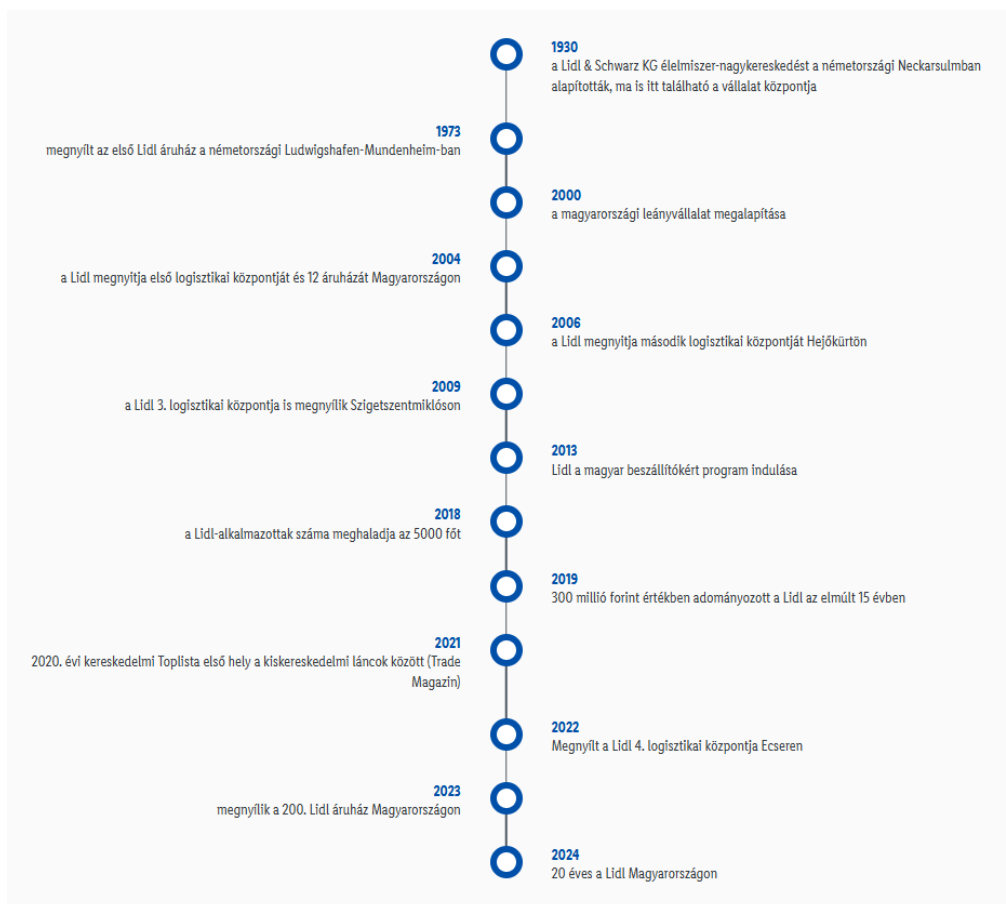 1930
a Lidl & Schwarz KG élelmiszer-nagykereskedést a németországi Neckarsulmban
alapították, ma is itt található a vállalat központja
1973
megnyílt az első Lidl áruház a németországi Ludwigshafen-Mundenheim-ban
2000
a magyarországi leányvállalat megalapítása
2004
a Lidl megnyitja első logisztikai központját és 12 áruházát Magyarországon
2006
a Lidl megnyitja második logisztikai központját Hejőkürtön
2009
a Lidl 3. logisztikai központja is megnyílik Szigetszentmiklóson
2013
Lidl a magyar beszállítókért program indulása
2018
a Lidl-alkalmazottak száma meghaladja az 5000 főt
2019
300 millió forint értékben adományozott a Lidl az elmúlt 15 évben
2021
2020. évi kereskedelmi Toplista első hely a kiskereskedelmi láncok között (Trade
Magazin)
2022
Megnyílt a Lidl 4. logisztikai központja Ecseren
2023
megnyílik a 200. Lidl áruház Magyarországon
2024
20 éves a Lidl Magyarországon